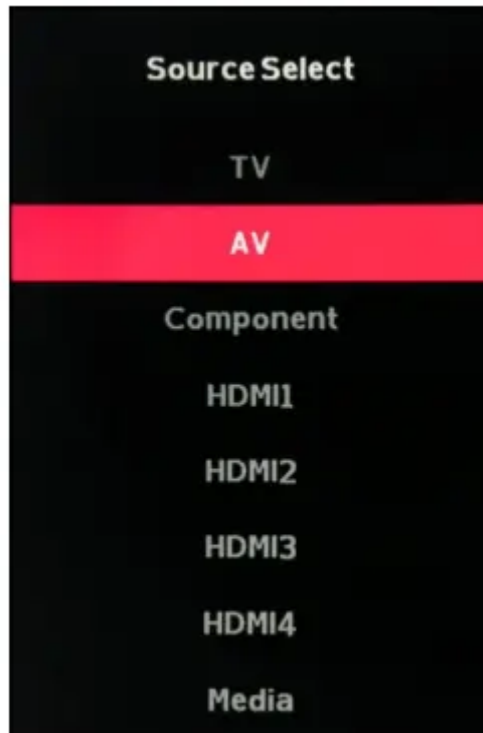 Source Select
TV
AV
Component
HDMI1
HDMI2
HDMI3
HDMI4
Media